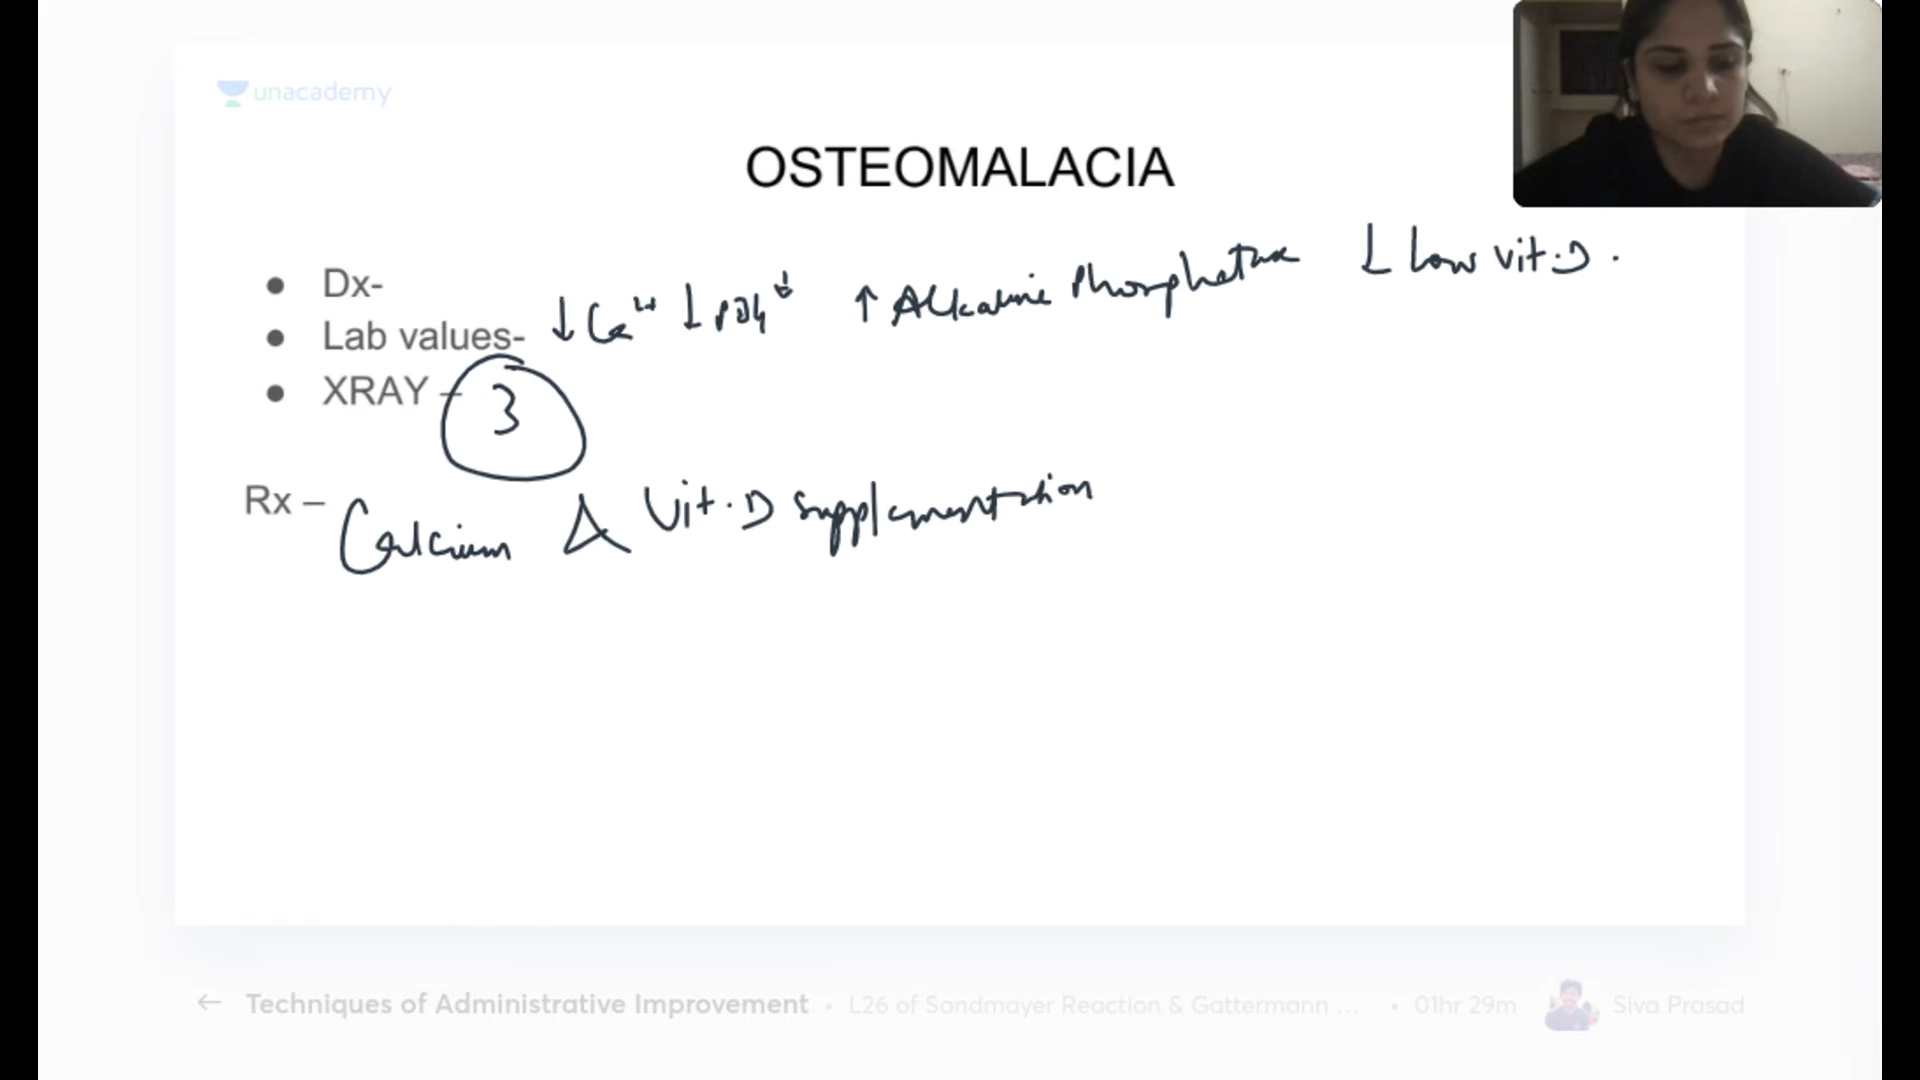 unacademy
OSTEOMALACIA
• Dx-
• Lab values- ↓ Ca²⁺ ↓ PO4 ↑ Alkaline Phosphatase ↓ Low Vit.D.
• XRAY – 3
Rx – Calcium & Vit.D supplementation
← Techniques of Administrative Improvement • L26 of Sandmayer Reaction & Gattermann ... • 01hr 29m Siva Prasad